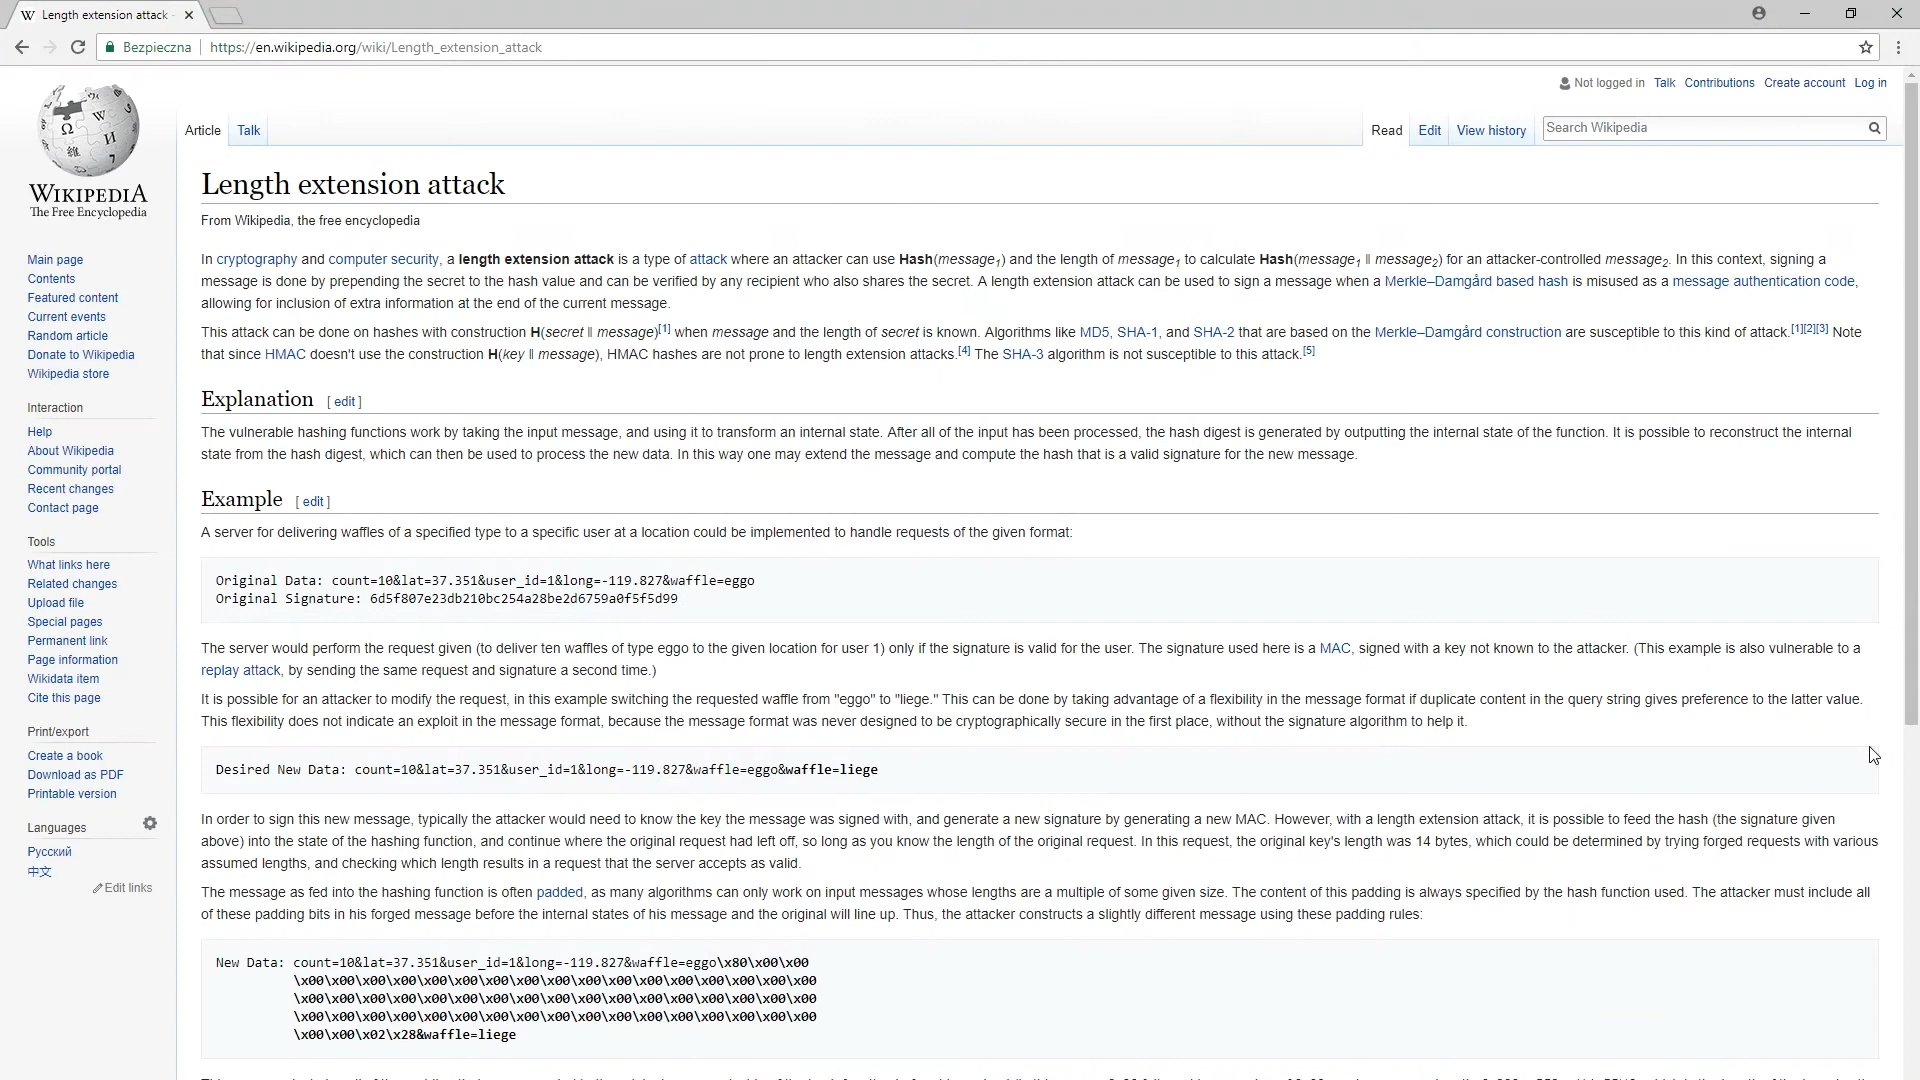 Length extension attack -
Bezpieczna
https://en.wikipedia.org/wiki/Length_extension_attack
Not logged in Talk Contributions Create account Log in
Article Talk
Read Edit View history Search Wikipedia
WIKIPEDIA
The Free Encyclopedia
Main page
Contents
Featured content
Current events
Random article
Donate to Wikipedia
Wikipedia store
Interaction
Help
About Wikipedia
Community portal
Recent changes
Contact page
Tools
What links here
Related changes
Upload file
Special pages
Permanent link
Page information
Wikidata item
Cite this page
Print/export
Create a book
Download as PDF
Printable version
Languages
Русский
中文
Edit links
Length extension attack
From Wikipedia, the free encyclopedia
In cryptography and computer security, a length extension attack is a type of attack where an attacker can use Hash(message₁) and the length of message₁ to calculate Hash(message₁ ‖ message₂) for an attacker-controlled message₂. In this context, signing a
message is done by prepending the secret to the hash value and can be verified by any recipient who also shares the secret. A length extension attack can be used to sign a message when a Merkle–Damgård based hash is misused as a message authentication code,
allowing for inclusion of extra information at the end of the current message.
This attack can be done on hashes with construction H(secret ‖ message)[1] when message and the length of secret is known. Algorithms like MD5, SHA-1, and SHA-2 that are based on the Merkle–Damgård construction are susceptible to this kind of attack.[1][2][3] Note
that since HMAC doesn't use the construction H(key ‖ message), HMAC hashes are not prone to length extension attacks.[4] The SHA-3 algorithm is not susceptible to this attack.[5]
Explanation [ edit ]
The vulnerable hashing functions work by taking the input message, and using it to transform an internal state. After all of the input has been processed, the hash digest is generated by outputting the internal state of the function. It is possible to reconstruct the internal
state from the hash digest, which can then be used to process the new data. In this way one may extend the message and compute the hash that is a valid signature for the new message.
Example [ edit ]
A server for delivering waffles of a specified type to a specific user at a location could be implemented to handle requests of the given format:
Original Data: count=10&lat=37.351&user_id=1&long=-119.827&waffle=eggo
Original Signature: 6d5f807e23db210bc254a28be2d6759a0f5f5d99
The server would perform the request given (to deliver ten waffles of type eggo to the given location for user 1) only if the signature is valid for the user. The signature used here is a MAC, signed with a key not known to the attacker. (This example is also vulnerable to a
replay attack, by sending the same request and signature a second time.)
It is possible for an attacker to modify the request, in this example switching the requested waffle from "eggo" to "liege." This can be done by taking advantage of a flexibility in the message format if duplicate content in the query string gives preference to the latter value.
This flexibility does not indicate an exploit in the message format, because the message format was never designed to be cryptographically secure in the first place, without the signature algorithm to help it.
Desired New Data: count=10&lat=37.351&user_id=1&long=-119.827&waffle=eggo&waffle=liege
In order to sign this new message, typically the attacker would need to know the key the message was signed with, and generate a new signature by generating a new MAC. However, with a length extension attack, it is possible to feed the hash (the signature given
above) into the state of the hashing function, and continue where the original request had left off, so long as you know the length of the original request. In this request, the original key's length was 14 bytes, which could be determined by trying forged requests with various
assumed lengths, and checking which length results in a request that the server accepts as valid.
The message as fed into the hashing function is often padded, as many algorithms can only work on input messages whose lengths are a multiple of some given size. The content of this padding is always specified by the hash function used. The attacker must include all
of these padding bits in his forged message before the internal states of his message and the original will line up. Thus, the attacker constructs a slightly different message using these padding rules:
New Data: count=10&lat=37.351&user_id=1&long=-119.827&waffle=eggo\x80\x00\x00
\x00\x00\x00\x00\x00\x00\x00\x00\x00\x00\x00\x00\x00\x00\x00\x00\x00
\x00\x00\x00\x00\x00\x00\x00\x00\x00\x00\x00\x00\x00\x00\x00\x00\x00
\x00\x00\x00\x00\x00\x00\x00\x00\x00\x00\x00\x00\x00\x00\x00\x00\x00
\x00\x00\x02\x28&waffle=liege